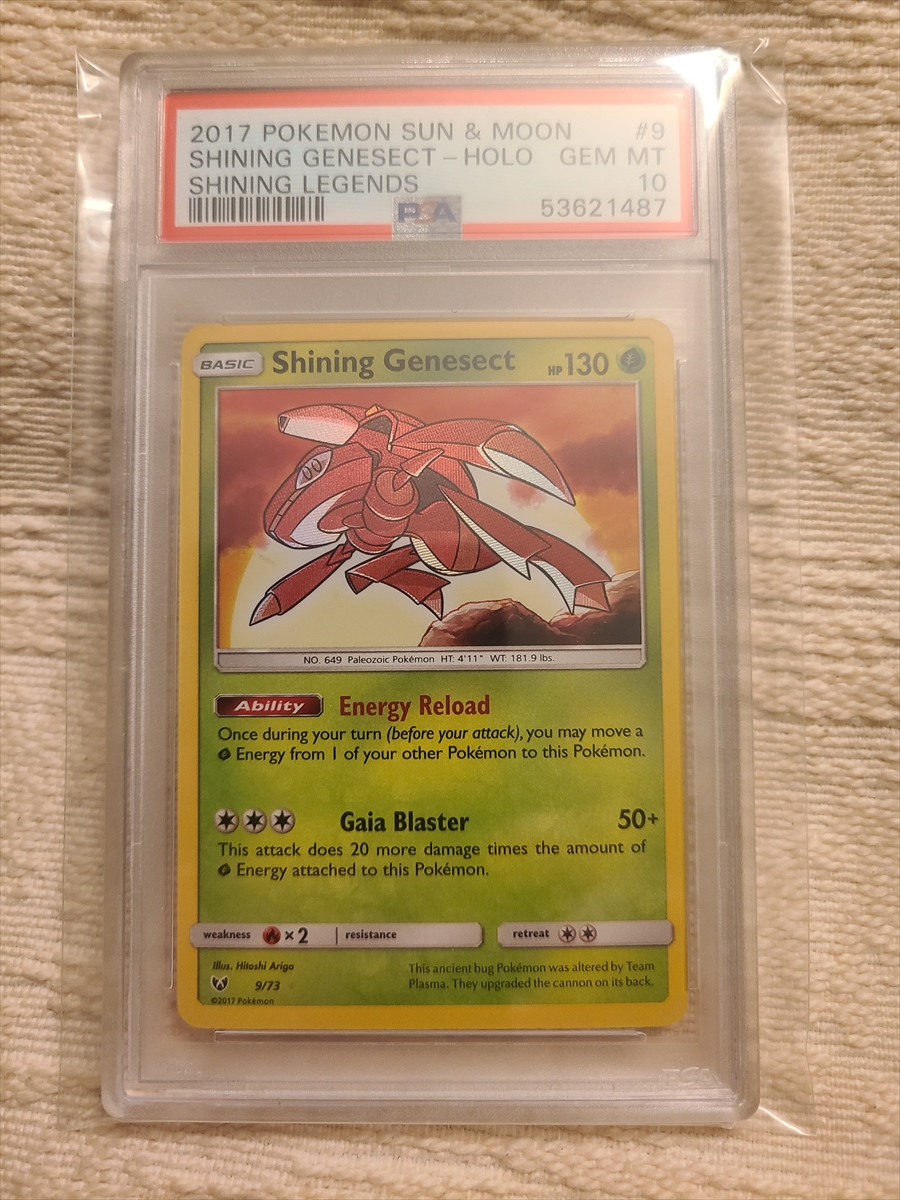 2017 POKEMON SUN & MOON #9
SHINING GENESECT - HOLO GEM MT
SHINING LEGENDS 10
PSA 53621487
BASIC Shining Genesect HP 130
NO. 649 Paleozoic Pokémon HT: 4'11" WT: 181.9 lbs.
Ability Energy Reload
Once during your turn (before your attack), you may move a
Energy from 1 of your other Pokémon to this Pokémon.
Gaia Blaster 50+
This attack does 20 more damage times the amount of
Energy attached to this Pokémon.
weakness ×2 resistance retreat
Illus. Hitoshi Ariga
9/73
©2017 Pokémon
This ancient bug Pokémon was altered by Team
Plasma. They upgraded the cannon on its back.
PSA